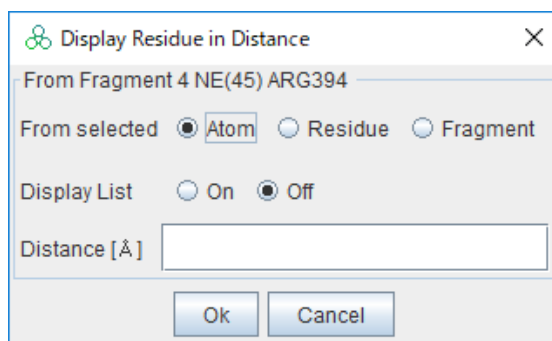 Display Residue in Distance
From Fragment 4 NE(45) ARG394
From selected Atom Residue Fragment
Display List On Off
Distance [Å]
Ok Cancel